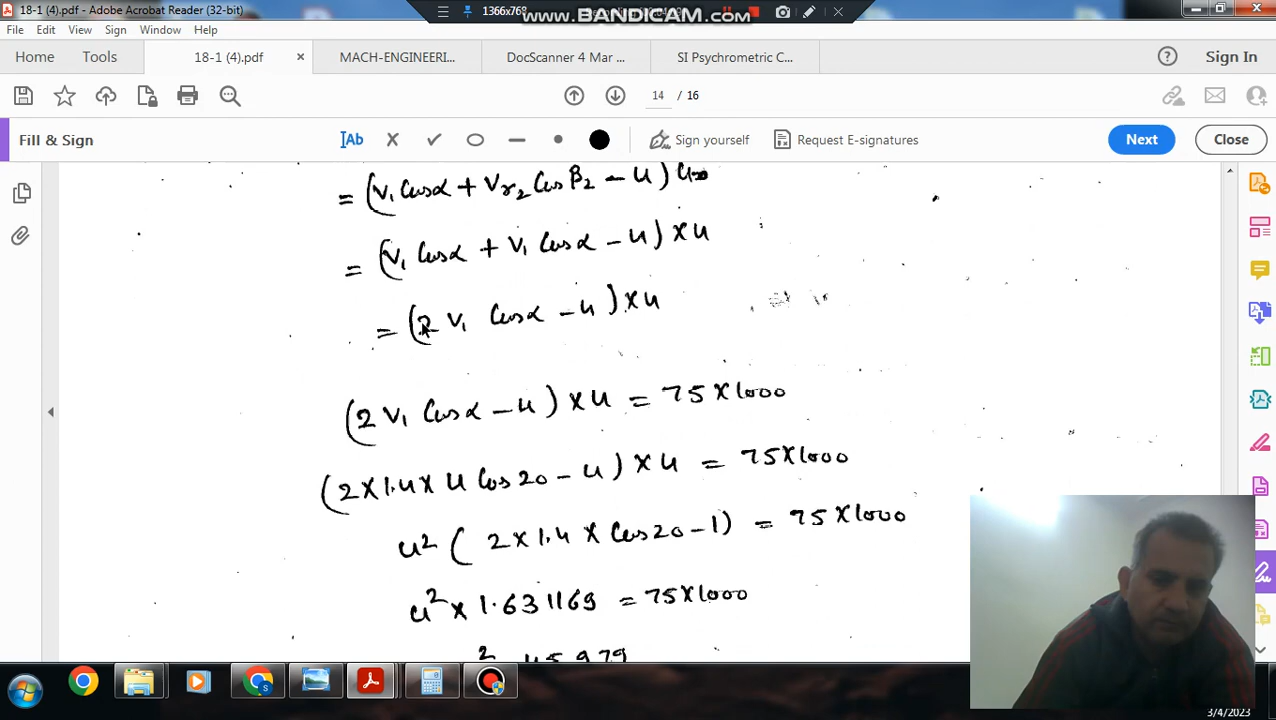 18-1 (4).pdf - Adobe Acrobat Reader (32-bit)
1366x768
www.BANDICAM.com
File Edit View Sign Window Help
Home Tools 18-1 (4).pdf × MACH-ENGINEERI... DocScanner 4 Mar ... SI Psychrometric C... Sign In
14 / 16
Fill & Sign Sign yourself Request E-signatures Next Close
= (V₁ Cosα + Vr₂ Cos β₂ - u) u
= (V₁ Cosα + V₁ Cosα - u) × u
= (2 V₁ Cosα - u) × u
(2 V₁ Cosα - u) × u = 75×1000
(2×1.4× u Cos20 - u) × u = 75×1000
u² ( 2×1.4 × Cos20-1) = 75×1000
u² × 1.631169 = 75×1000
3/4/2023